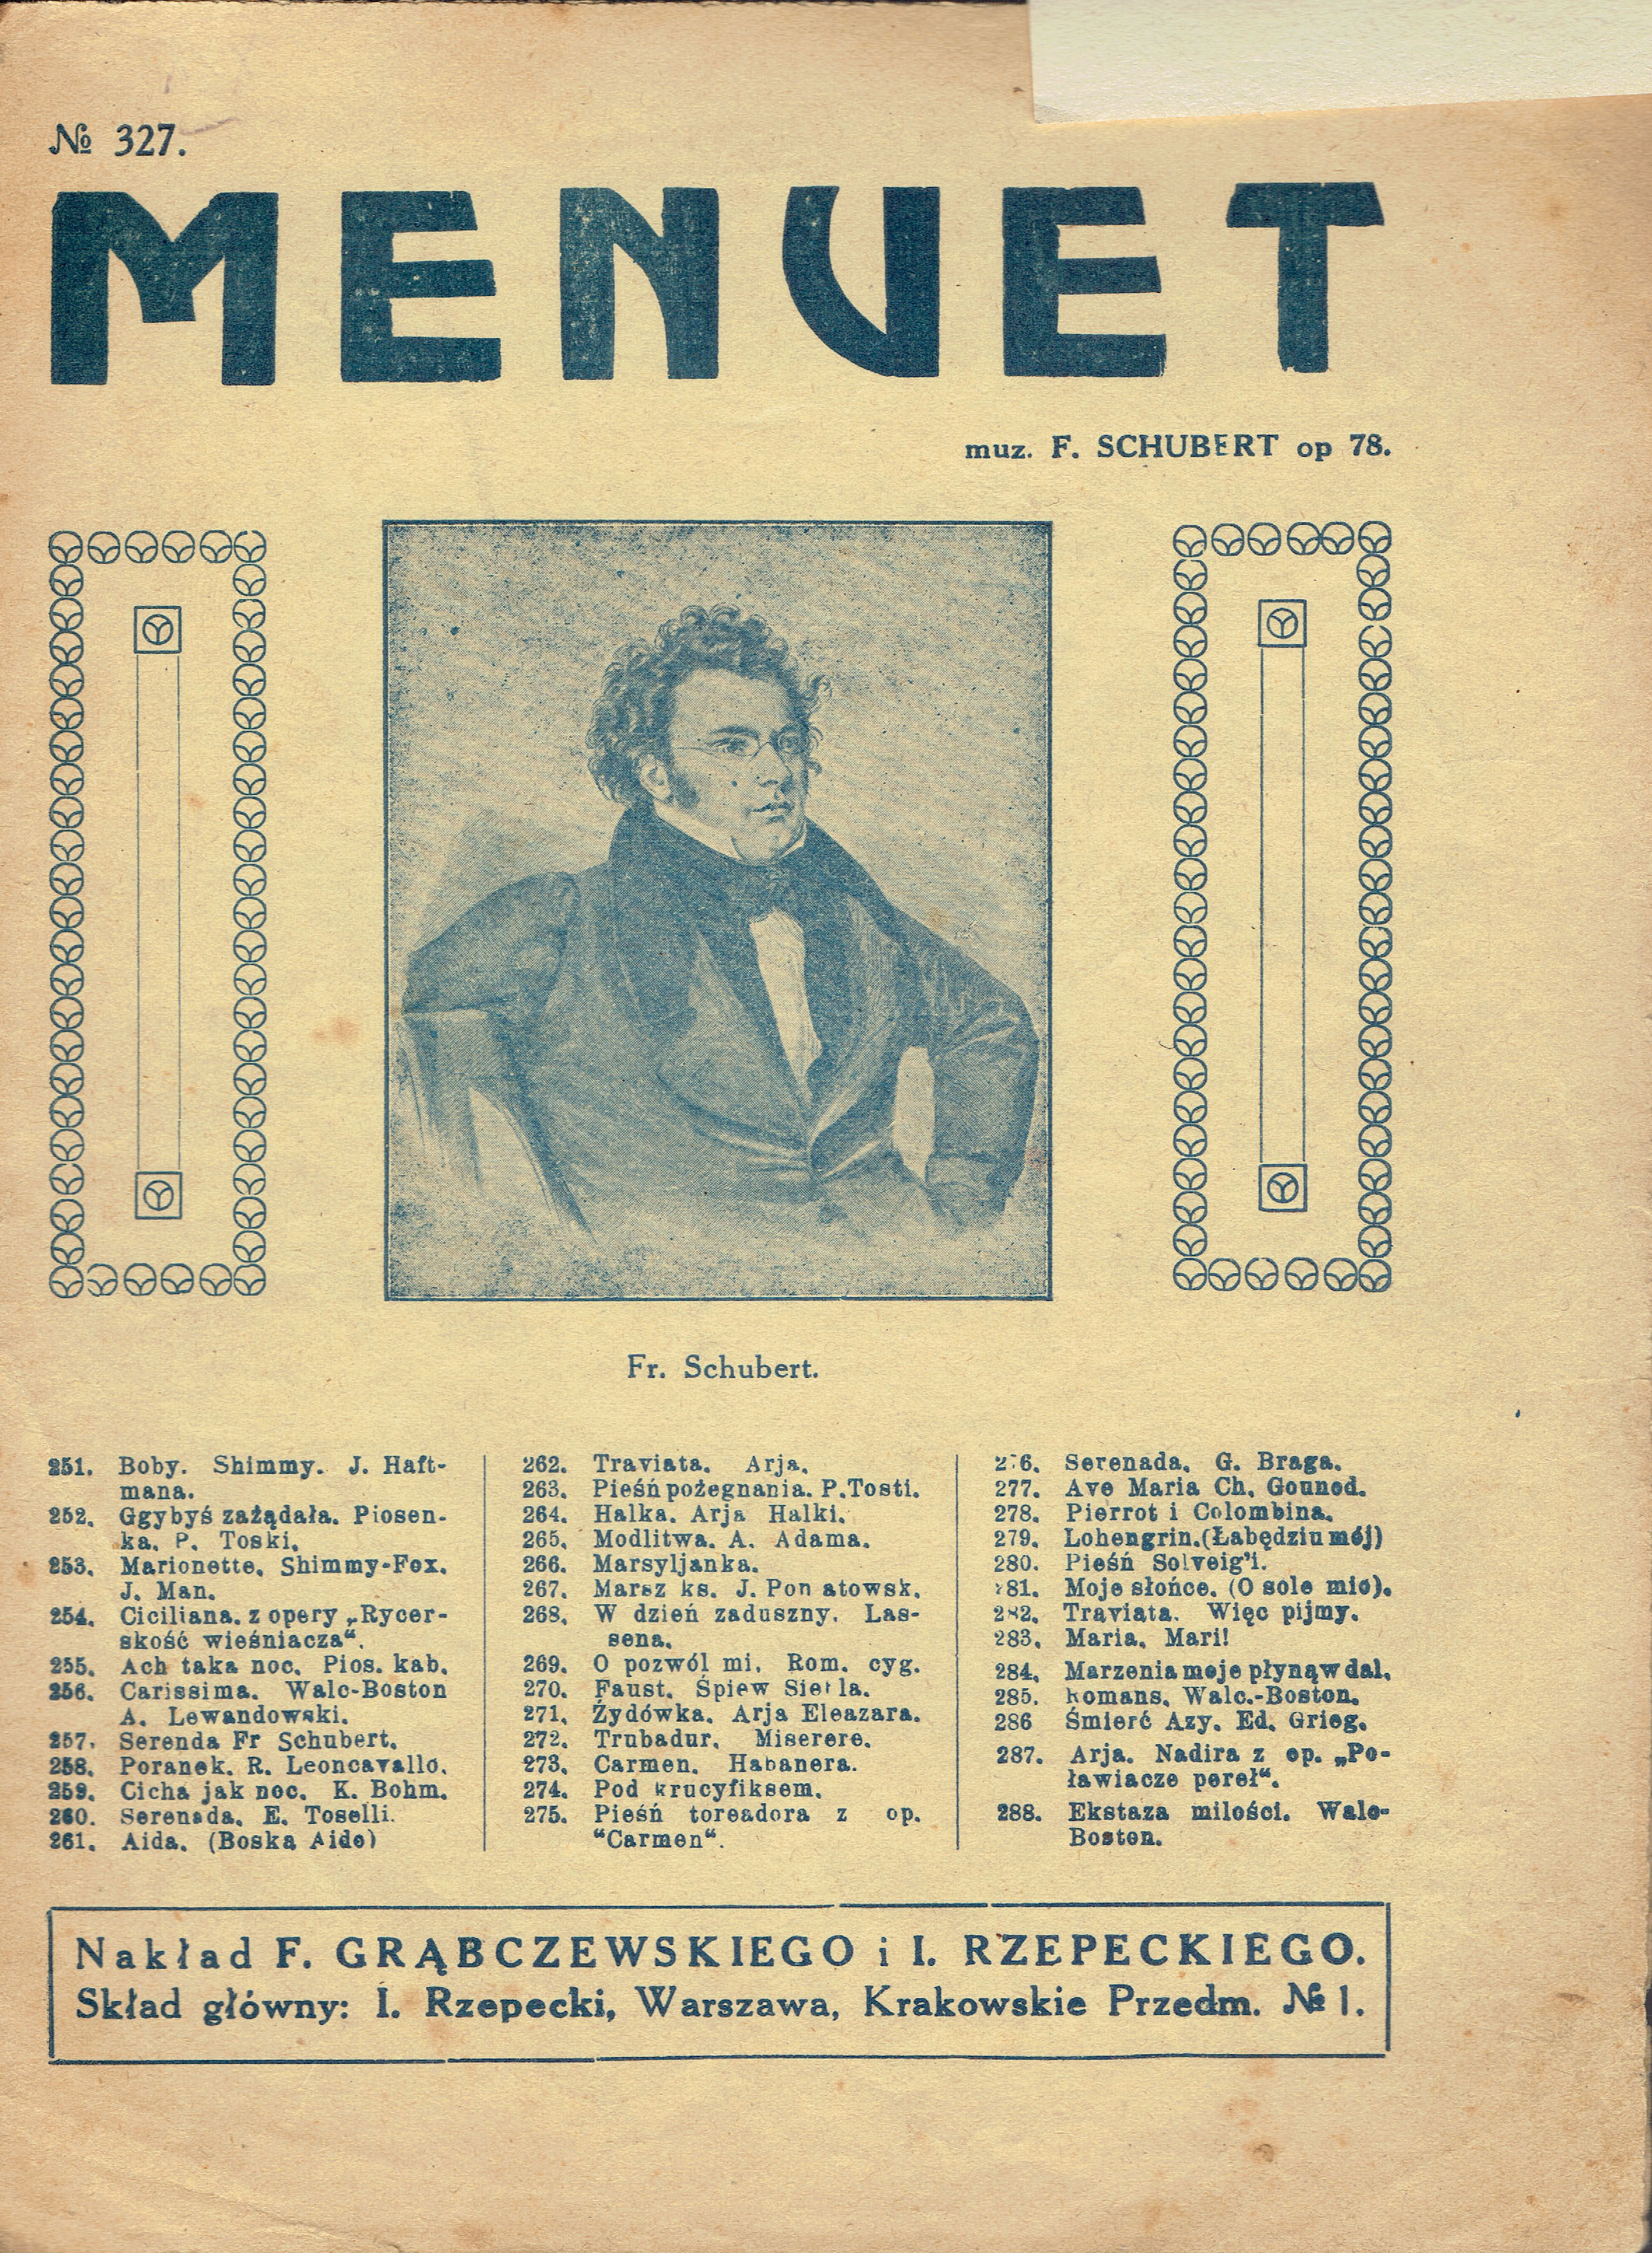 № 327.
MENUET
muz. F. SCHUBERT op 78.
Fr. Schubert.
251. Boby. Shimmy. J. Haft-
mana.
252. Ggybyś zażądała. Piosen-
ka. P. Toski.
253. Marionette. Shimmy-Fox.
J. Man.
254. Ciciliana. z opery „Rycer-
skość wieśniacza“.
255. Ach taka noc. Pios. kab.
256. Carissima. Walc-Boston
A. Lewandowski.
257. Serenda Fr Schubert.
258. Poranek. R. Leoncavallo.
259. Cicha jak noc. K. Bohm.
260. Serenada. E. Toselli.
261. Aida. (Boska Aido)
262. Traviata. Arja.
263. Pieśń pożegnania. P. Tosti.
264. Halka. Arja Halki.
265. Modlitwa. A. Adama.
266. Marsyljanka.
267. Marsz ks. J. Pon atowsk.
268. W dzień zaduszny. Las-
sena.
269. O pozwól mi. Rom. cyg.
270. Faust. Śpiew
271. Żydówka. Arja Eleazara.
272. Trubadur. Miserere.
273. Carmen. Habanera.
274. Pod krucyfiksem.
275. Pieśń toreadora z op.
“Carmen“.
276. Serenada. G. Braga.
277. Ave Maria Ch. Gounod.
278. Pierrot i Colombina.
279. Lohengrin. (Łabędziu mój)
280. Pieśń Solveig'i.
281. Moje słońce. (O sole mio).
282. Traviata. Więc pijmy.
283. Maria, Mari!
284. Marzenia moje płyną w dal.
285. Romans. Walc.-Boston.
286 Śmierć Azy. Ed. Grieg.
287. Arja. Nadira z op. „Po-
ławiacze pereł“.
288. Ekstaza miłości. Walc-
Boston.
Nakład F. GRĄBCZEWSKIEGO i I. RZEPECKIEGO.
Skład główny: I. Rzepecki, Warszawa, Krakowskie Przedm. № 1.